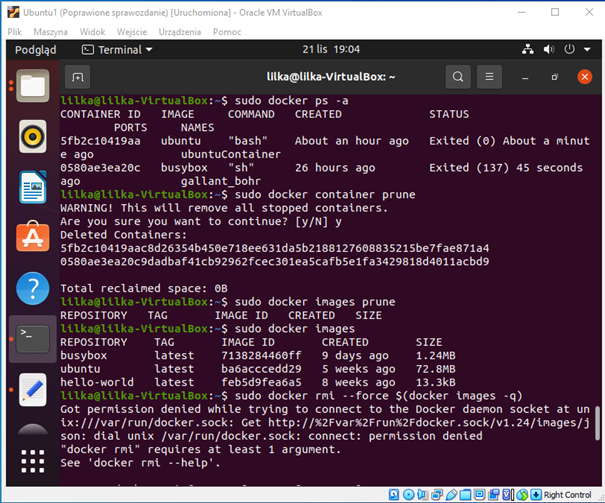 Ubuntu1 (Poprawione sprawozdanie) [Uruchomiona] - Oracle VM VirtualBox
Plik Maszyna Widok Wejście Urządzenia Pomoc
Podgląd Terminal 21 lis 19:04
lilka@lilka-VirtualBox: ~
lilka@lilka-VirtualBox:~$ sudo docker ps -a
CONTAINER ID IMAGE COMMAND CREATED STATUS
PORTS NAMES
5fb2c10419aa ubuntu "bash" About an hour ago Exited (0) About a minut
e ago ubuntuContainer
0580ae3ea20c busybox "sh" 26 hours ago Exited (137) 45 seconds
ago gallant_bohr
lilka@lilka-VirtualBox:~$ sudo docker container prune
WARNING! This will remove all stopped containers.
Are you sure you want to continue? [y/N] y
Deleted Containers:
5fb2c10419aac8d26354b450e718ee631da5b2188127608835215be7fae871a4
0580ae3ea20c9dadbaf41cb92962fcec301ea5cafb5e1fa3429818d4011acbd9
Total reclaimed space: 0B
lilka@lilka-VirtualBox:~$ sudo docker images prune
REPOSITORY TAG IMAGE ID CREATED SIZE
lilka@lilka-VirtualBox:~$ sudo docker images
REPOSITORY TAG IMAGE ID CREATED SIZE
busybox latest 7138284460ff 9 days ago 1.24MB
ubuntu latest ba6acccedd29 5 weeks ago 72.8MB
hello-world latest feb5d9fea6a5 8 weeks ago 13.3kB
lilka@lilka-VirtualBox:~$ sudo docker rmi --force $(docker images -q)
Got permission denied while trying to connect to the Docker daemon socket at un
ix:///var/run/docker.sock: Get http://%2Fvar%2Frun%2Fdocker.sock/v1.24/images/j
son: dial unix /var/run/docker.sock: connect: permission denied
"docker rmi" requires at least 1 argument.
See 'docker rmi --help'.
Right Control